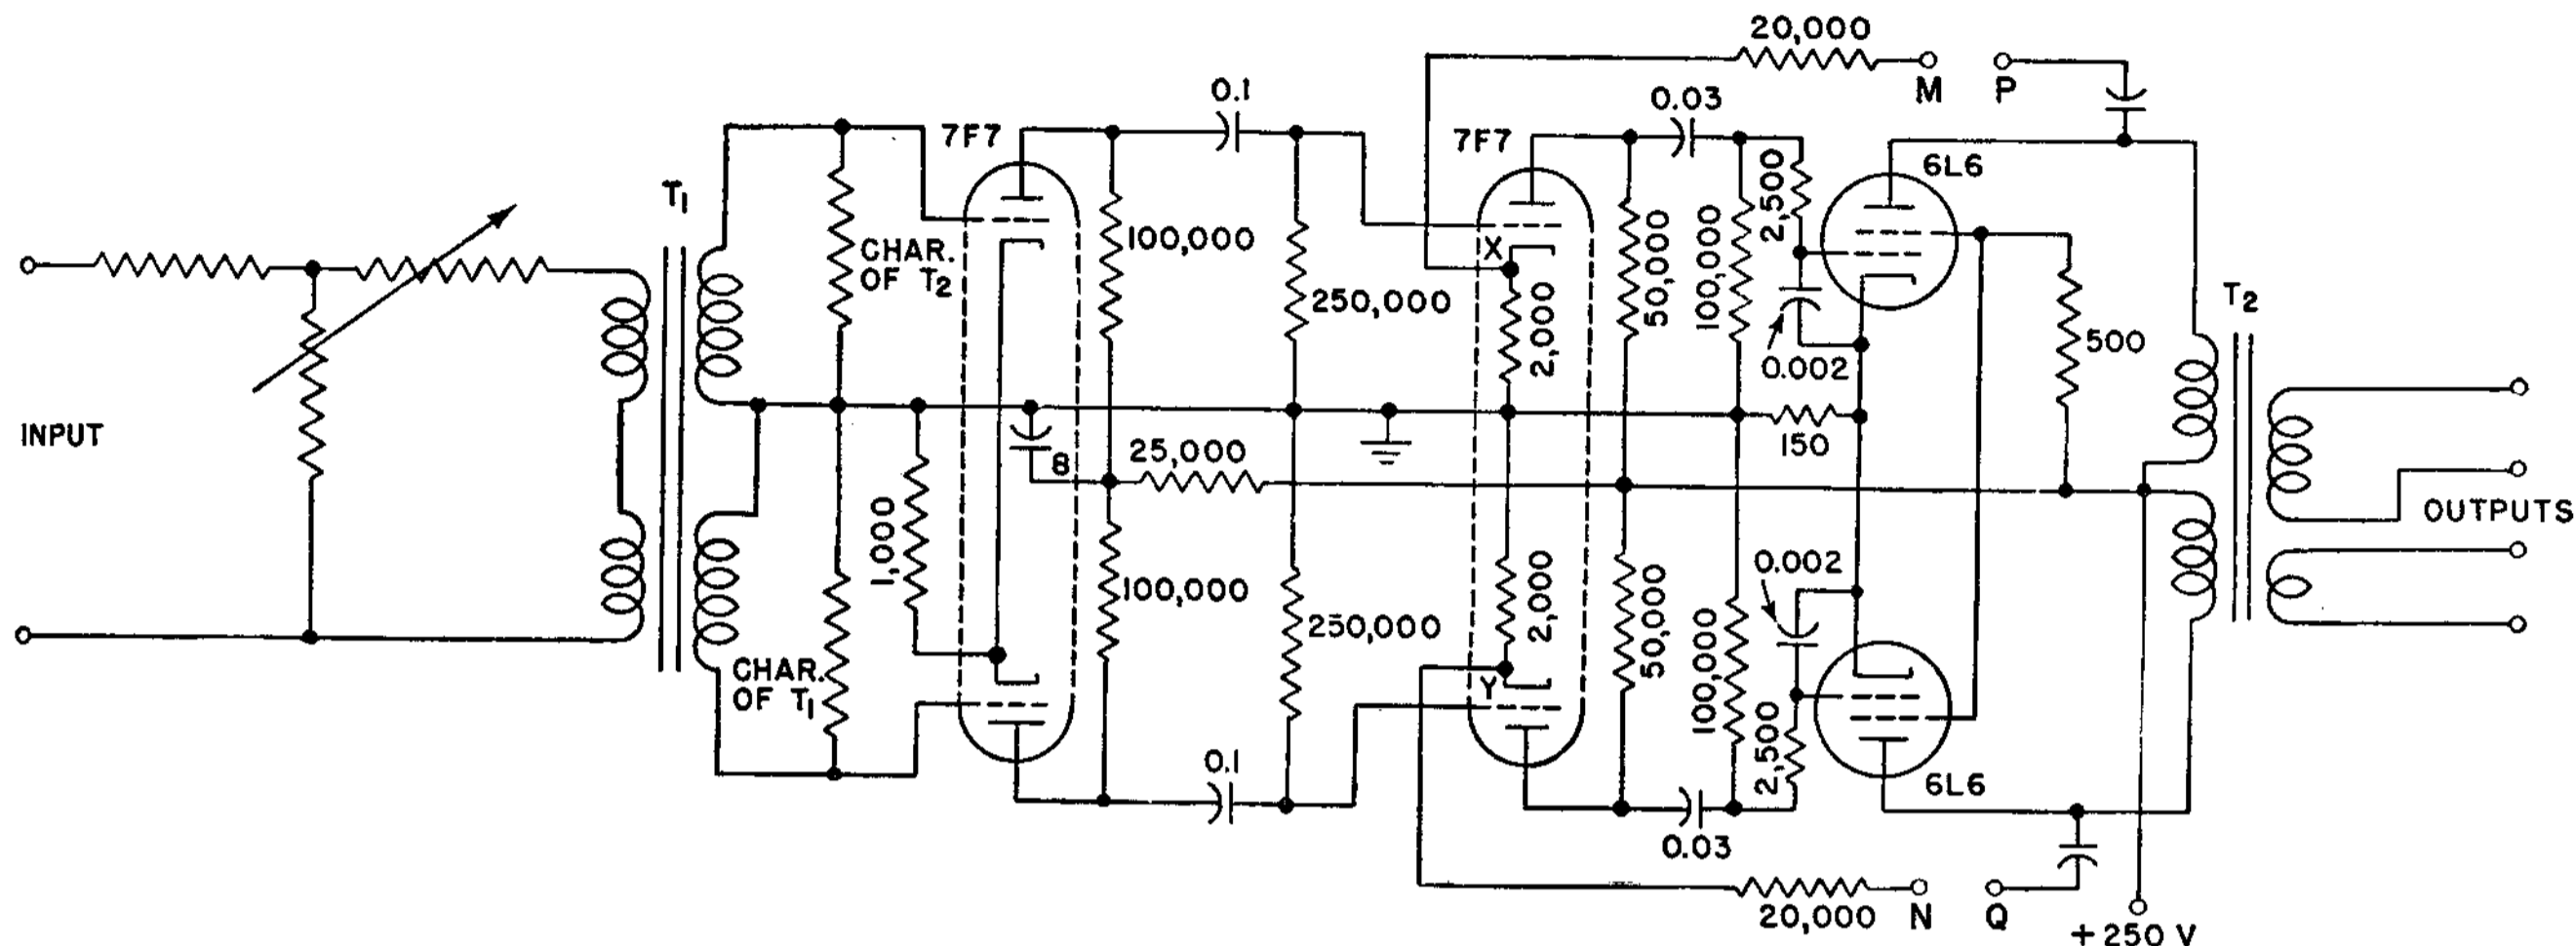 20,000
M
P
0.1
0.03
7F7
7F7
6L6
T1
2,500
CHAR.
OF T2
100,000
X
50,000
100,000
250,000
2,000
T2
500
0.002
INPUT
150
25,000
8
OUTPUTS
1,000
0.002
2,000
100,000
50,000
250,000
100,000
CHAR.
OF T1
Y
2,500
0.1
6L6
0.03
20,000
N
Q
+ 250 V